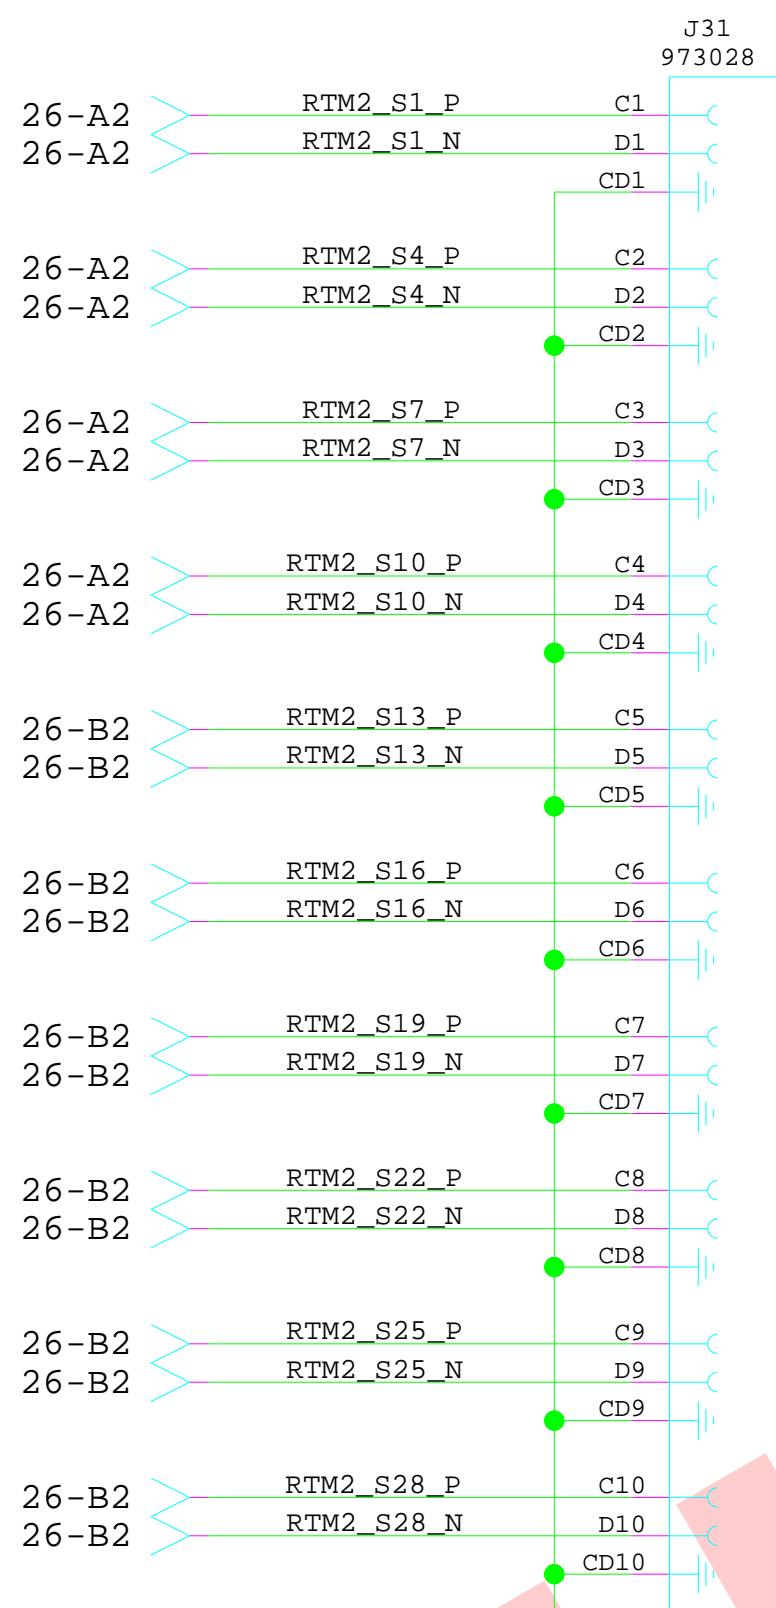 J31
973028
26-A2 RTM2_S1_P C1
26-A2 RTM2_S1_N D1
CD1
26-A2 RTM2_S4_P C2
26-A2 RTM2_S4_N D2
CD2
26-A2 RTM2_S7_P C3
26-A2 RTM2_S7_N D3
CD3
26-A2 RTM2_S10_P C4
26-A2 RTM2_S10_N D4
CD4
26-B2 RTM2_S13_P C5
26-B2 RTM2_S13_N D5
CD5
26-B2 RTM2_S16_P C6
26-B2 RTM2_S16_N D6
CD6
26-B2 RTM2_S19_P C7
26-B2 RTM2_S19_N D7
CD7
26-B2 RTM2_S22_P C8
26-B2 RTM2_S22_N D8
CD8
26-B2 RTM2_S25_P C9
26-B2 RTM2_S25_N D9
CD9
26-B2 RTM2_S28_P C10
26-B2 RTM2_S28_N D10
CD10